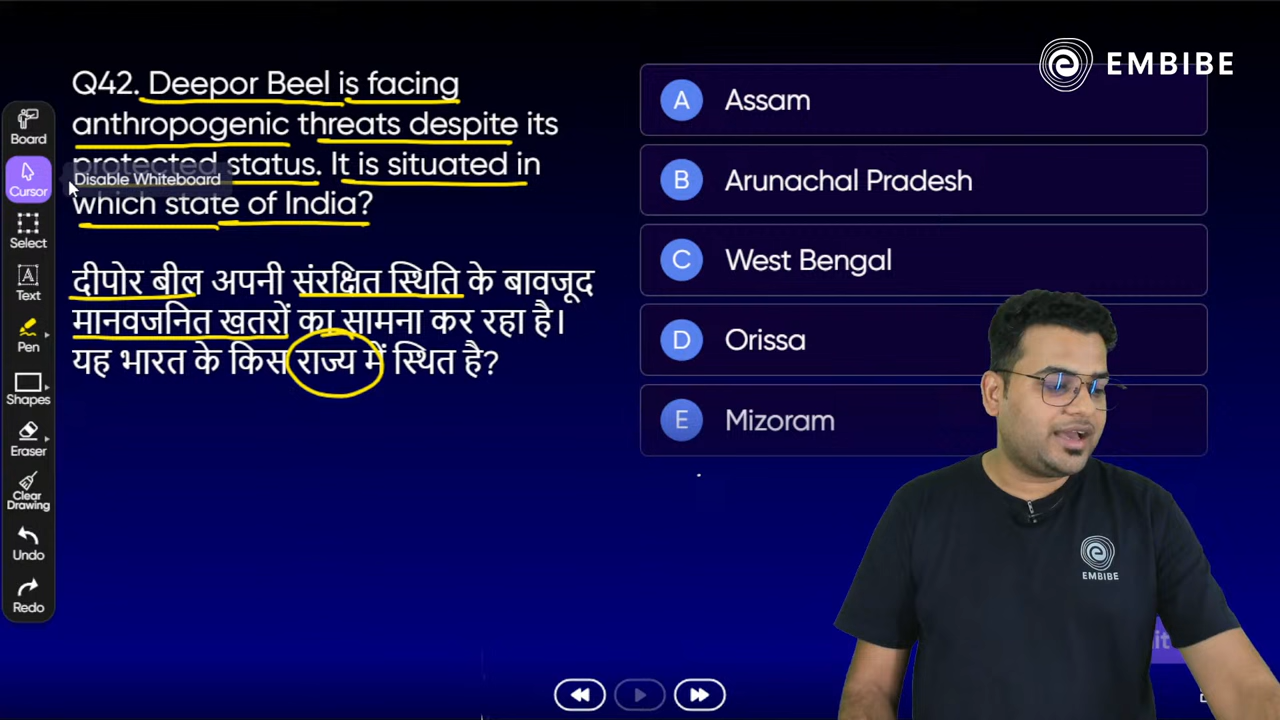 EMBIBE
Q42. Deepor Beel is facing
anthropogenic threats despite its
protected status. It is situated in
which state of India?
दीपोर बील अपनी संरक्षित स्थिति के बावजूद
मानवजनित खतरों का सामना कर रहा है।
यह भारत के किस राज्य में स्थित है?
A Assam
B Arunachal Pradesh
C West Bengal
D Orissa
E Mizoram
Board
Cursor
Disable Whiteboard
Select
Text
Pen
Shapes
Eraser
Clear
Drawing
Undo
Redo
EMBIBE